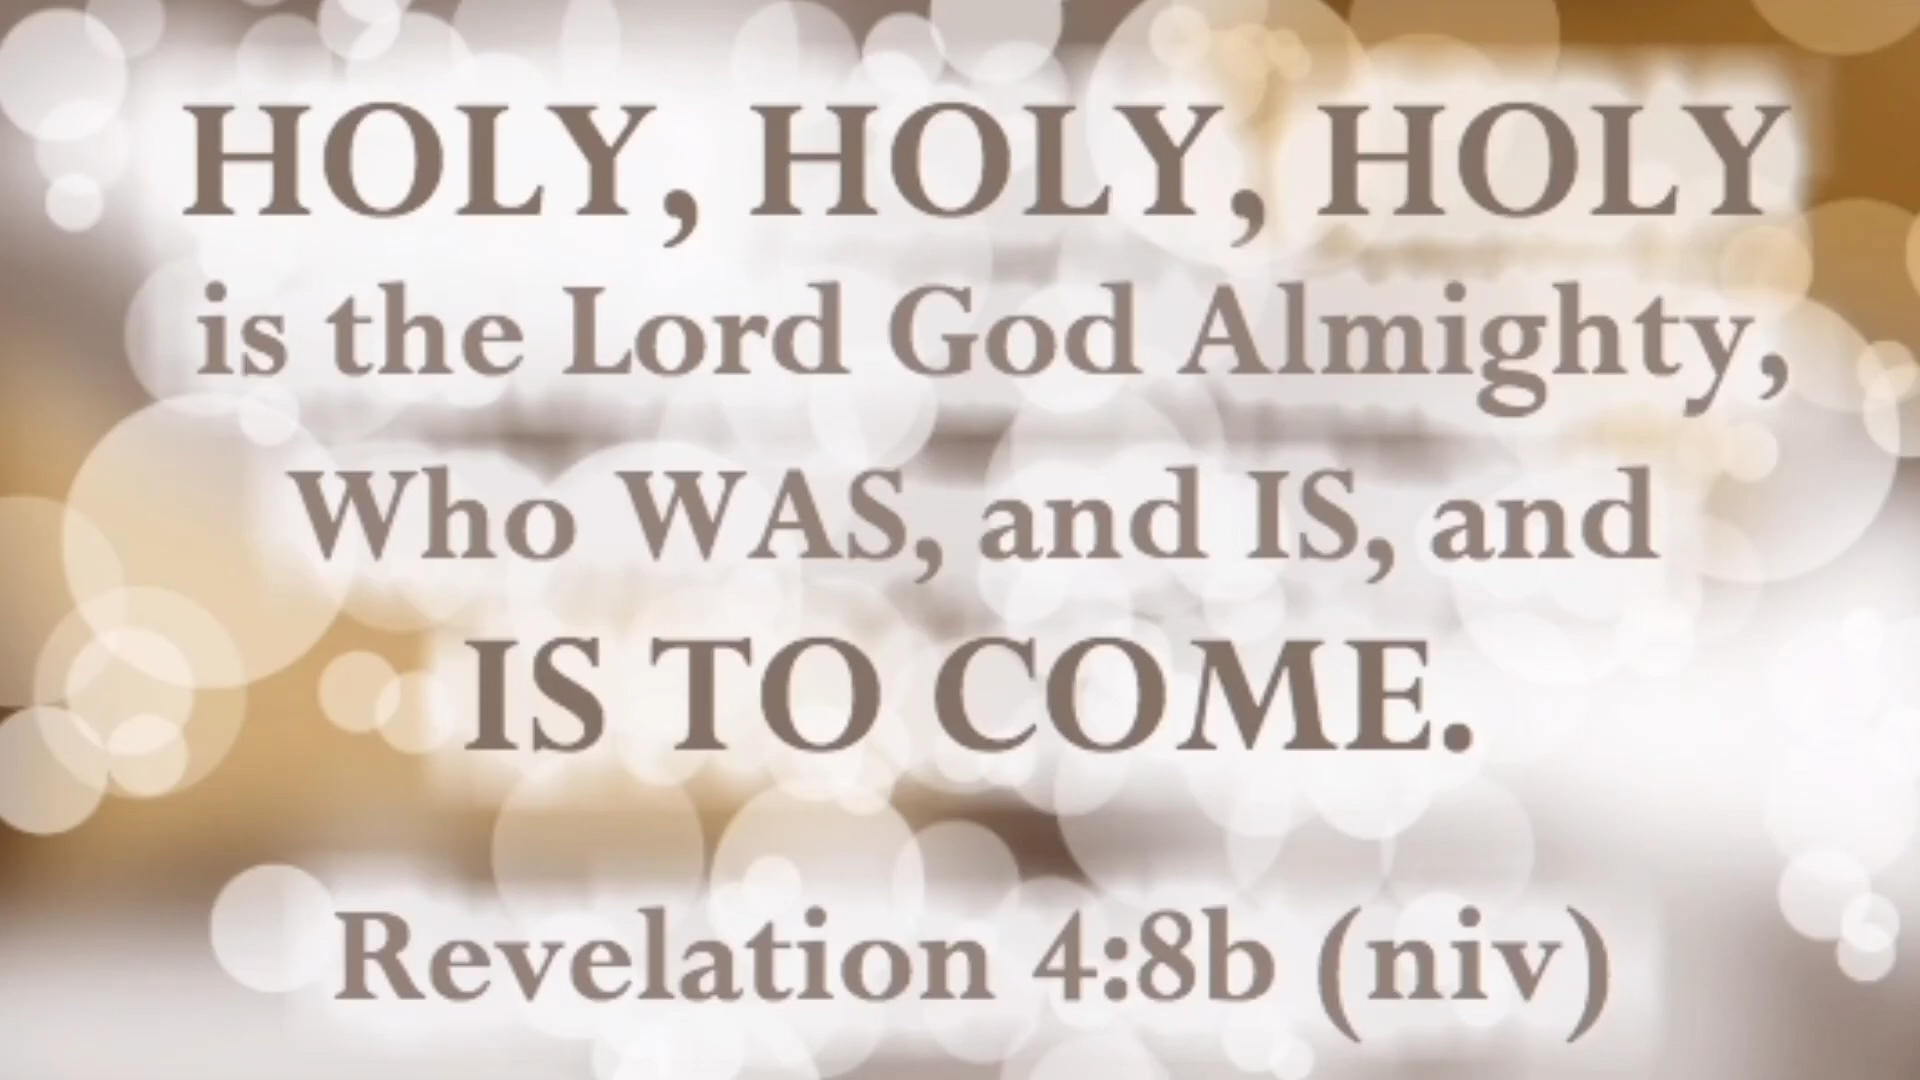 HOLY, HOLY, HOLY
is the Lord God Almighty,
Who WAS, and IS, and
IS TO COME.
Revelation 4:8b (niv)